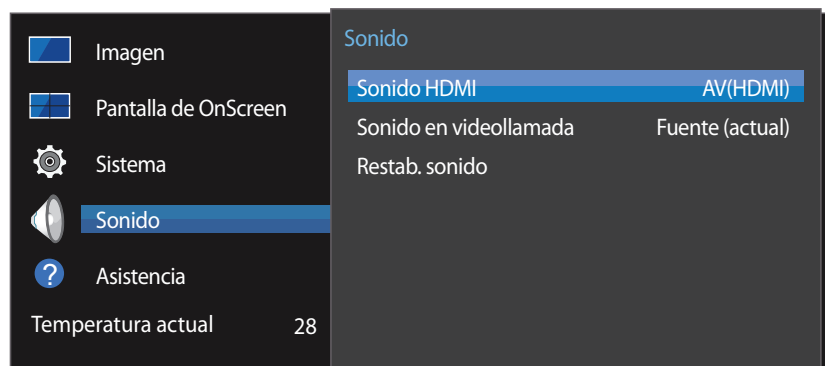 Imagen
Pantalla de OnScreen
Sistema
Sonido
Asistencia
Temperatura actual 28
Sonido
Sonido HDMI AV(HDMI)
Sonido en videollamada Fuente (actual)
Restab. sonido